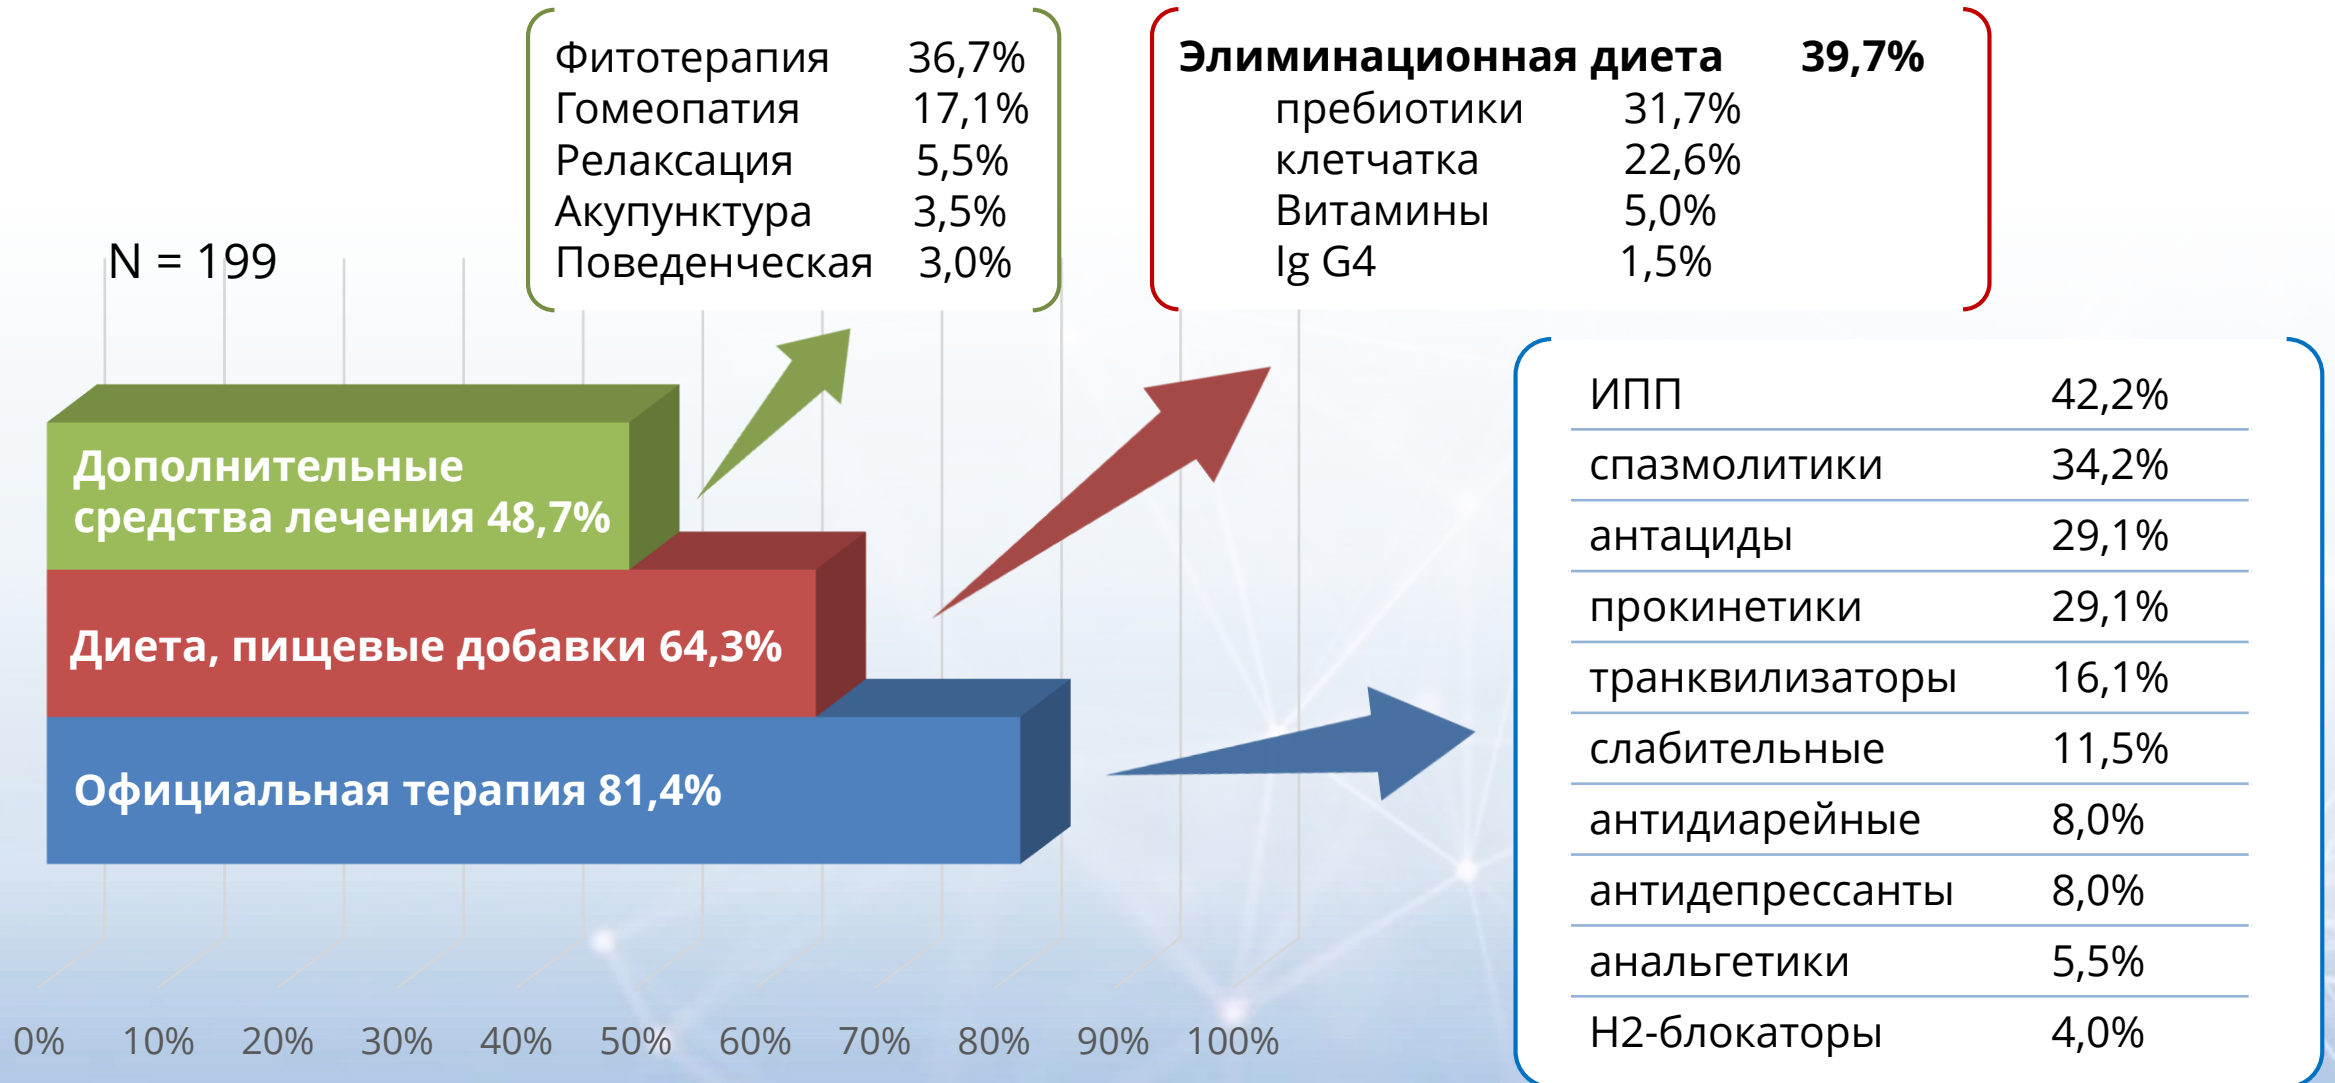 Фитотерапия 36,7%
Гомеопатия 17,1%
Релаксация 5,5%
Акупунктура 3,5%
Поведенческая 3,0%
Элиминационная диета 39,7%
пребиотики 31,7%
клетчатка 22,6%
Витамины 5,0%
Ig G4 1,5%
N = 199
Дополнительные
средства лечения 48,7%
Диета, пищевые добавки 64,3%
Официальная терапия 81,4%
ИПП 42,2%
спазмолитики 34,2%
антациды 29,1%
прокинетики 29,1%
транквилизаторы 16,1%
слабительные 11,5%
антидиарейные 8,0%
антидепрессанты 8,0%
анальгетики 5,5%
Н2-блокаторы 4,0%
0% 10% 20% 30% 40% 50% 60% 70% 80% 90% 100%